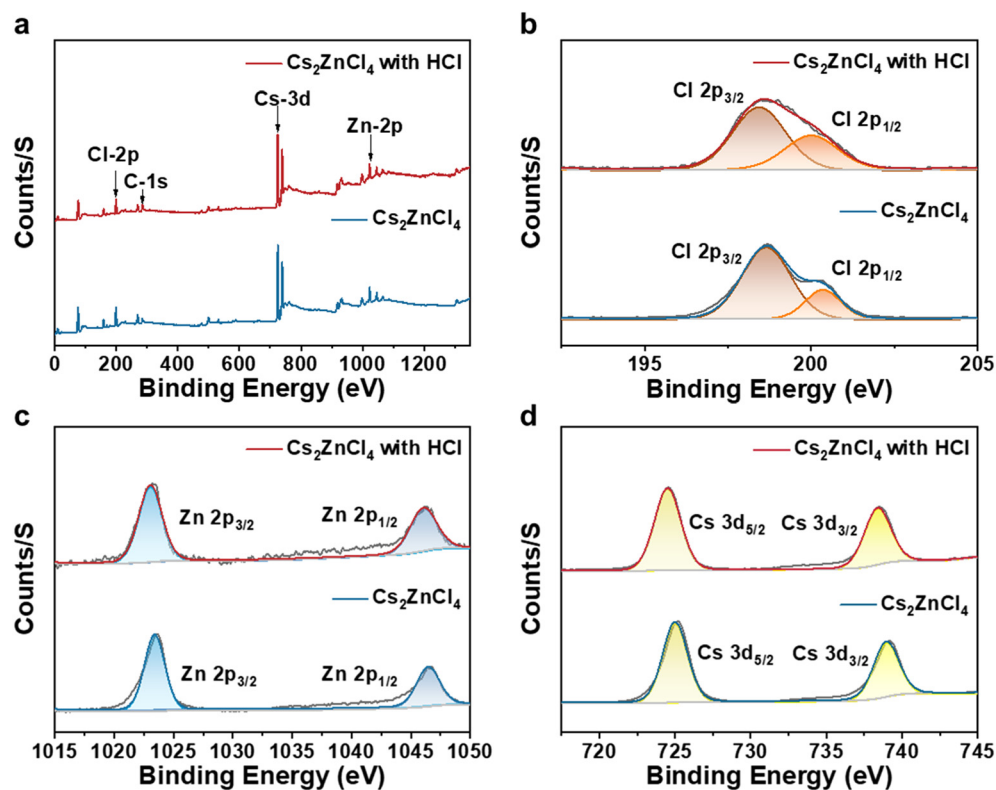 a
Cs₂ZnCl₄ with HCl
Cs-3d
Zn-2p
Cl-2p
C-1s
Cs₂ZnCl₄
Counts/S
0 200 400 600 800 1000 1200
Binding Energy (eV)
b
Cs₂ZnCl₄ with HCl
Cl 2p₃/₂
Cl 2p₁/₂
Cs₂ZnCl₄
Cl 2p₃/₂
Cl 2p₁/₂
Counts/S
195 200 205
Binding Energy (eV)
c
Cs₂ZnCl₄ with HCl
Zn 2p₃/₂
Zn 2p₁/₂
Cs₂ZnCl₄
Zn 2p₃/₂
Zn 2p₁/₂
Counts/S
1015 1020 1025 1030 1035 1040 1045 1050
Binding Energy (eV)
d
Cs₂ZnCl₄ with HCl
Cs 3d₅/₂
Cs 3d₃/₂
Cs₂ZnCl₄
Cs 3d₅/₂
Cs 3d₃/₂
Counts/S
720 725 730 735 740 745
Binding Energy (eV)